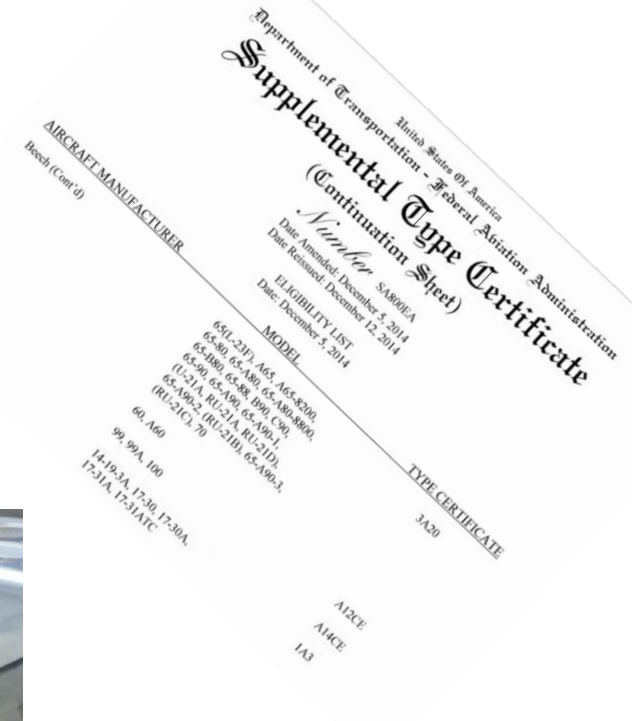 United States Of America
Department of Transportation - Federal Aviation Administration
Supplemental Type Certificate
(Continuation Sheet)
Number SA800EA
Date Amended: December 5, 2014
Date Reissued: December 12, 2014
ELIGIBILITY LIST
Date: December 5, 2014
AIRCRAFT MANUFACTURER MODEL TYPE CERTIFICATE
Beech (Cont'd) 65(L-23F), A65, A65-8200, 3A20
65-80, 65-A80, 65-A80-8800,
65-B80, 65-88, B90, C90,
65-90, 65-A90, 65-A90-1,
(U-21A, RU-21A, RU-21D),
65-A90-2, (RU-21B), 65-A90-3,
(RU-21C), 70
60, A60 A12CE
99, 99A, 100 A14CE
14-19-3A, 17-30, 17-30A, 1A3
17-31A, 17-31ATC